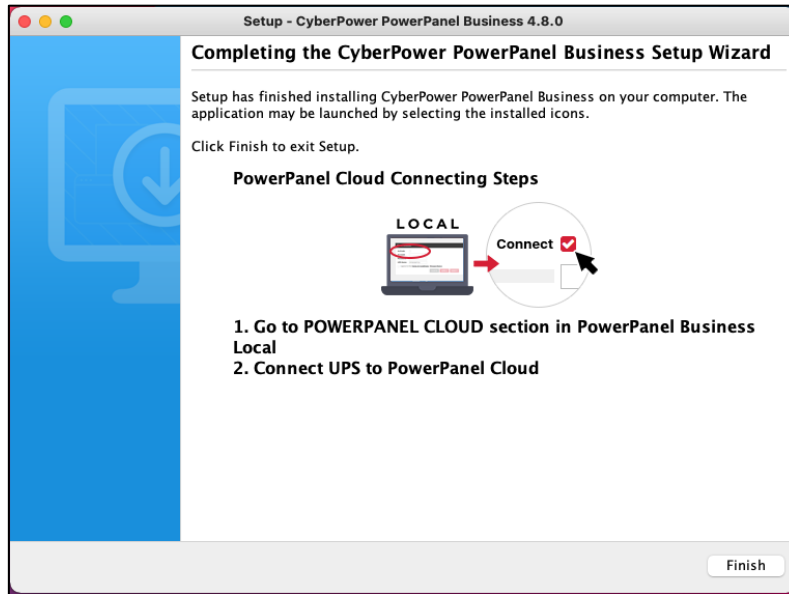 Setup - CyberPower PowerPanel Business 4.8.0
Completing the CyberPower PowerPanel Business Setup Wizard
Setup has finished installing CyberPower PowerPanel Business on your computer. The
application may be launched by selecting the installed icons.
Click Finish to exit Setup.
PowerPanel Cloud Connecting Steps
LOCAL
Connect
1. Go to POWERPANEL CLOUD section in PowerPanel Business
Local
2. Connect UPS to PowerPanel Cloud
Finish